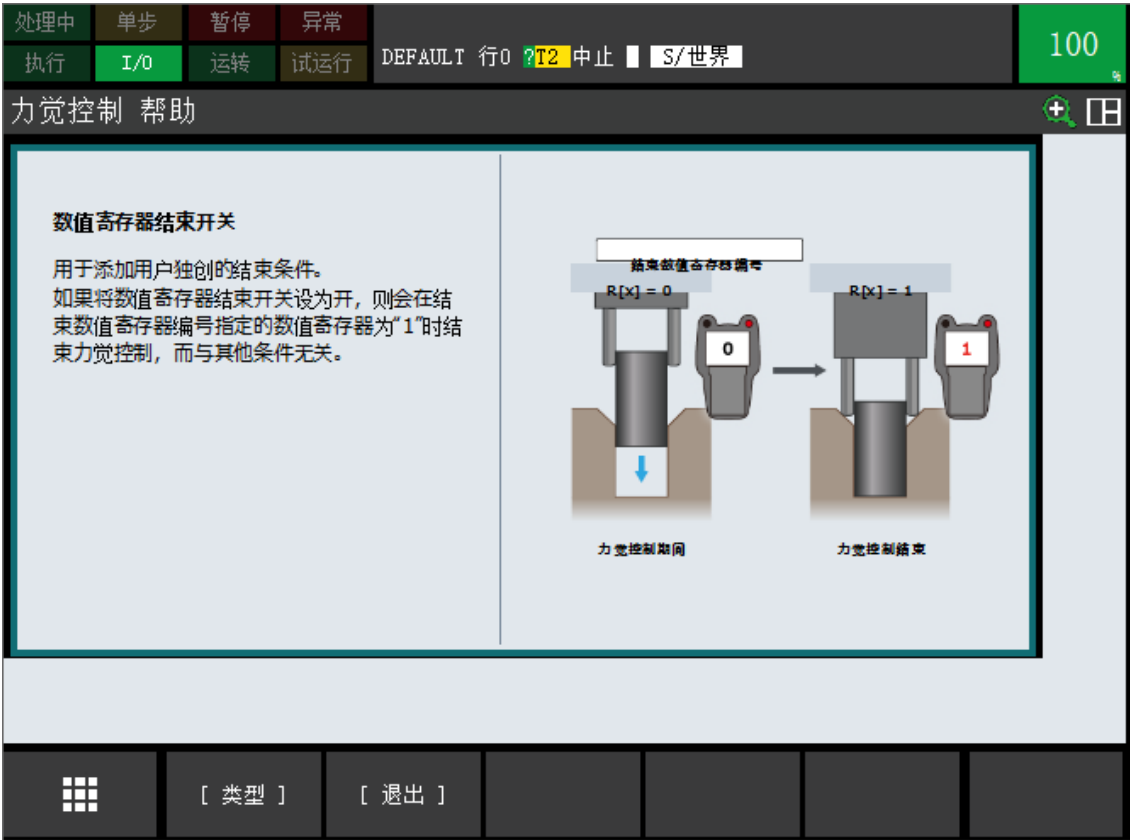 处理中 单步 暂停 异常
执行 I/O 运转 试运行
DEFAULT 行0 ?T2 中止 S/世界
100
%
力觉控制 帮助
数值寄存器结束开关
用于添加用户独创的结束条件。
如果将数值寄存器结束开关设为开，则会在结
束数值寄存器编号指定的数值寄存器为"1"时结
束力觉控制，而与其他条件无关。
结束数值寄存器编号
R[x] = 0
R[x] = 1
0
1
力觉控制期间
力觉控制结束
[ 类型 ]
[ 退出 ]